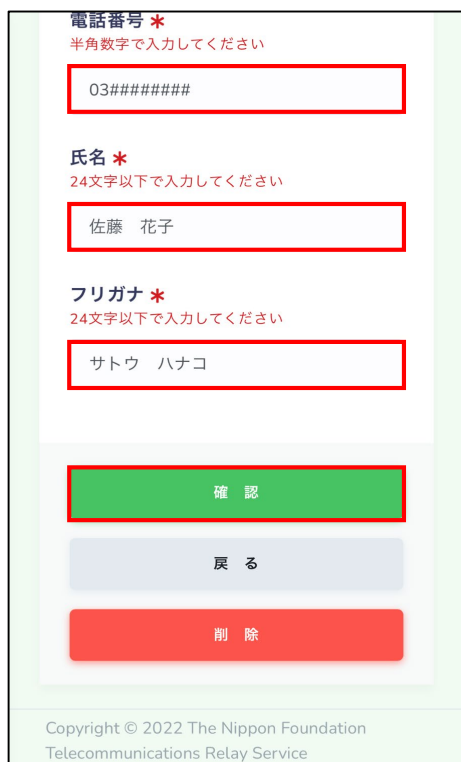 電話番号 *
半角数字で入力してください
03########
氏名 *
24文字以下で入力してください
佐藤　花子
フリガナ *
24文字以下で入力してください
サトウ　ハナコ
確　認
戻　る
削　除
Copyright © 2022 The Nippon Foundation
Telecommunications Relay Service